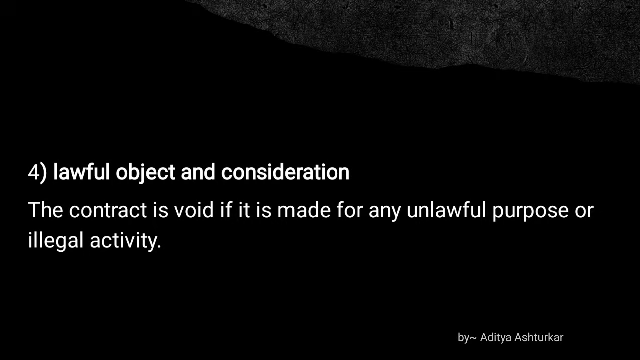 4) lawful object and consideration
The contract is void if it is made for any unlawful purpose or
illegal activity.
by~ Aditya Ashturkar